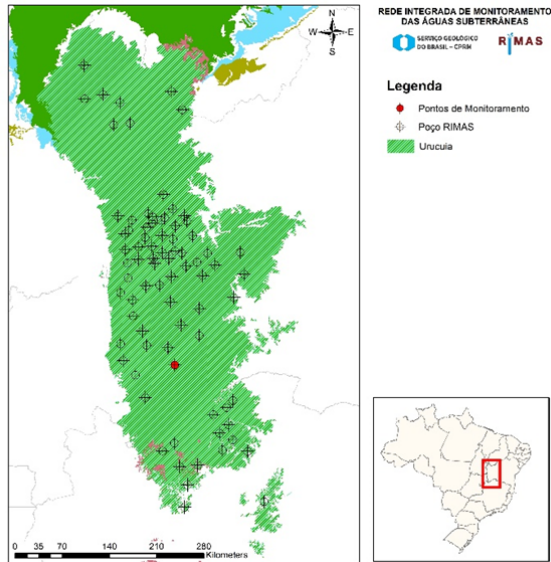 REDE INTEGRADA DE MONITORAMENTO
DAS ÁGUAS SUBTERRÂNEAS
SERVIÇO GEOLÓGICO
DO BRASIL – CPRM
RIMAS
N
W E
S
Legenda
Pontos de Monitoramento
Poço RIMAS
Urucuia
0 35 70 140 210 280
Kilometers